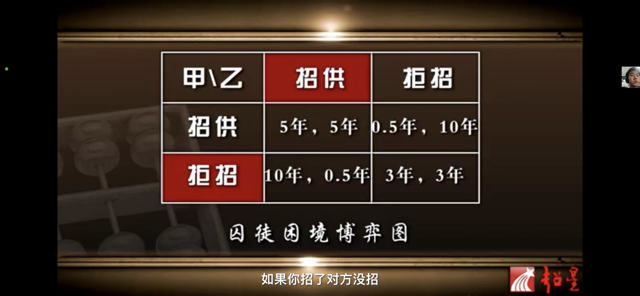 甲\乙 招供 拒招
招供 5年，5年 0.5年，10年
拒招 10年，0.5年 3年，3年
囚徒困境博弈图
如果你招了对方没招
超星